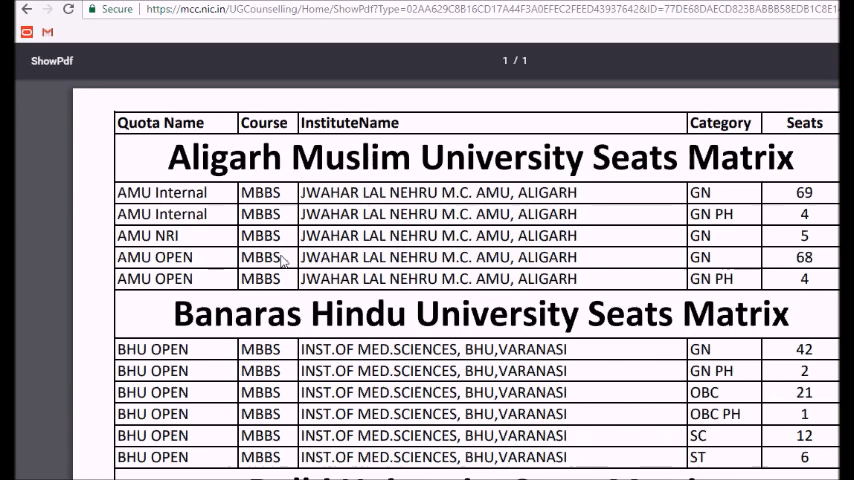 Secure https://mcc.nic.in/UGCounselling/Home/ShowPdf?Type=02AA629C8B16CD17A44F3A0EFEC2FEED43937642&ID=77DE68DAECD823BABBB58EDB1C8E1
ShowPdf 1 / 1
Quota Name Course InstituteName Category Seats
Aligarh Muslim University Seats Matrix
AMU Internal MBBS JWAHAR LAL NEHRU M.C. AMU, ALIGARH GN 69
AMU Internal MBBS JWAHAR LAL NEHRU M.C. AMU, ALIGARH GN PH 4
AMU NRI MBBS JWAHAR LAL NEHRU M.C. AMU, ALIGARH GN 5
AMU OPEN MBBS JWAHAR LAL NEHRU M.C. AMU, ALIGARH GN 68
AMU OPEN MBBS JWAHAR LAL NEHRU M.C. AMU, ALIGARH GN PH 4
Banaras Hindu University Seats Matrix
BHU OPEN MBBS INST.OF MED.SCIENCES, BHU,VARANASI GN 42
BHU OPEN MBBS INST.OF MED.SCIENCES, BHU,VARANASI GN PH 2
BHU OPEN MBBS INST.OF MED.SCIENCES, BHU,VARANASI OBC 21
BHU OPEN MBBS INST.OF MED.SCIENCES, BHU,VARANASI OBC PH 1
BHU OPEN MBBS INST.OF MED.SCIENCES, BHU,VARANASI SC 12
BHU OPEN MBBS INST.OF MED.SCIENCES, BHU,VARANASI ST 6